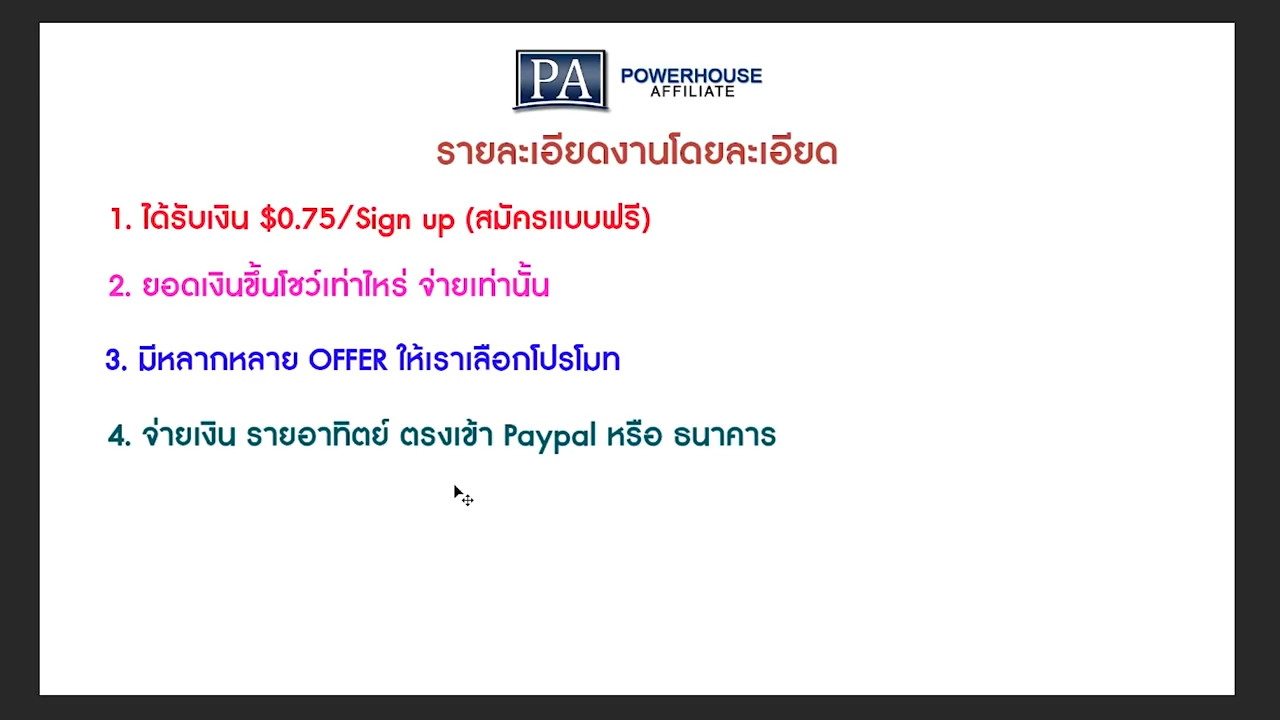 PA
POWERHOUSE
AFFILIATE
รายละเอียดงานโดยละเอียด
1. ได้รับเงิน $0.75/Sign up (สมัครแบบฟรี)
2. ยอดเงินขึ้นโชว์เท่าไหร่ จ่ายเท่านั้น
3. มีหลากหลาย OFFER ให้เราเลือกโปรโมท
4. จ่ายเงิน รายอาทิตย์ ตรงเข้า Paypal หรือ ธนาคาร